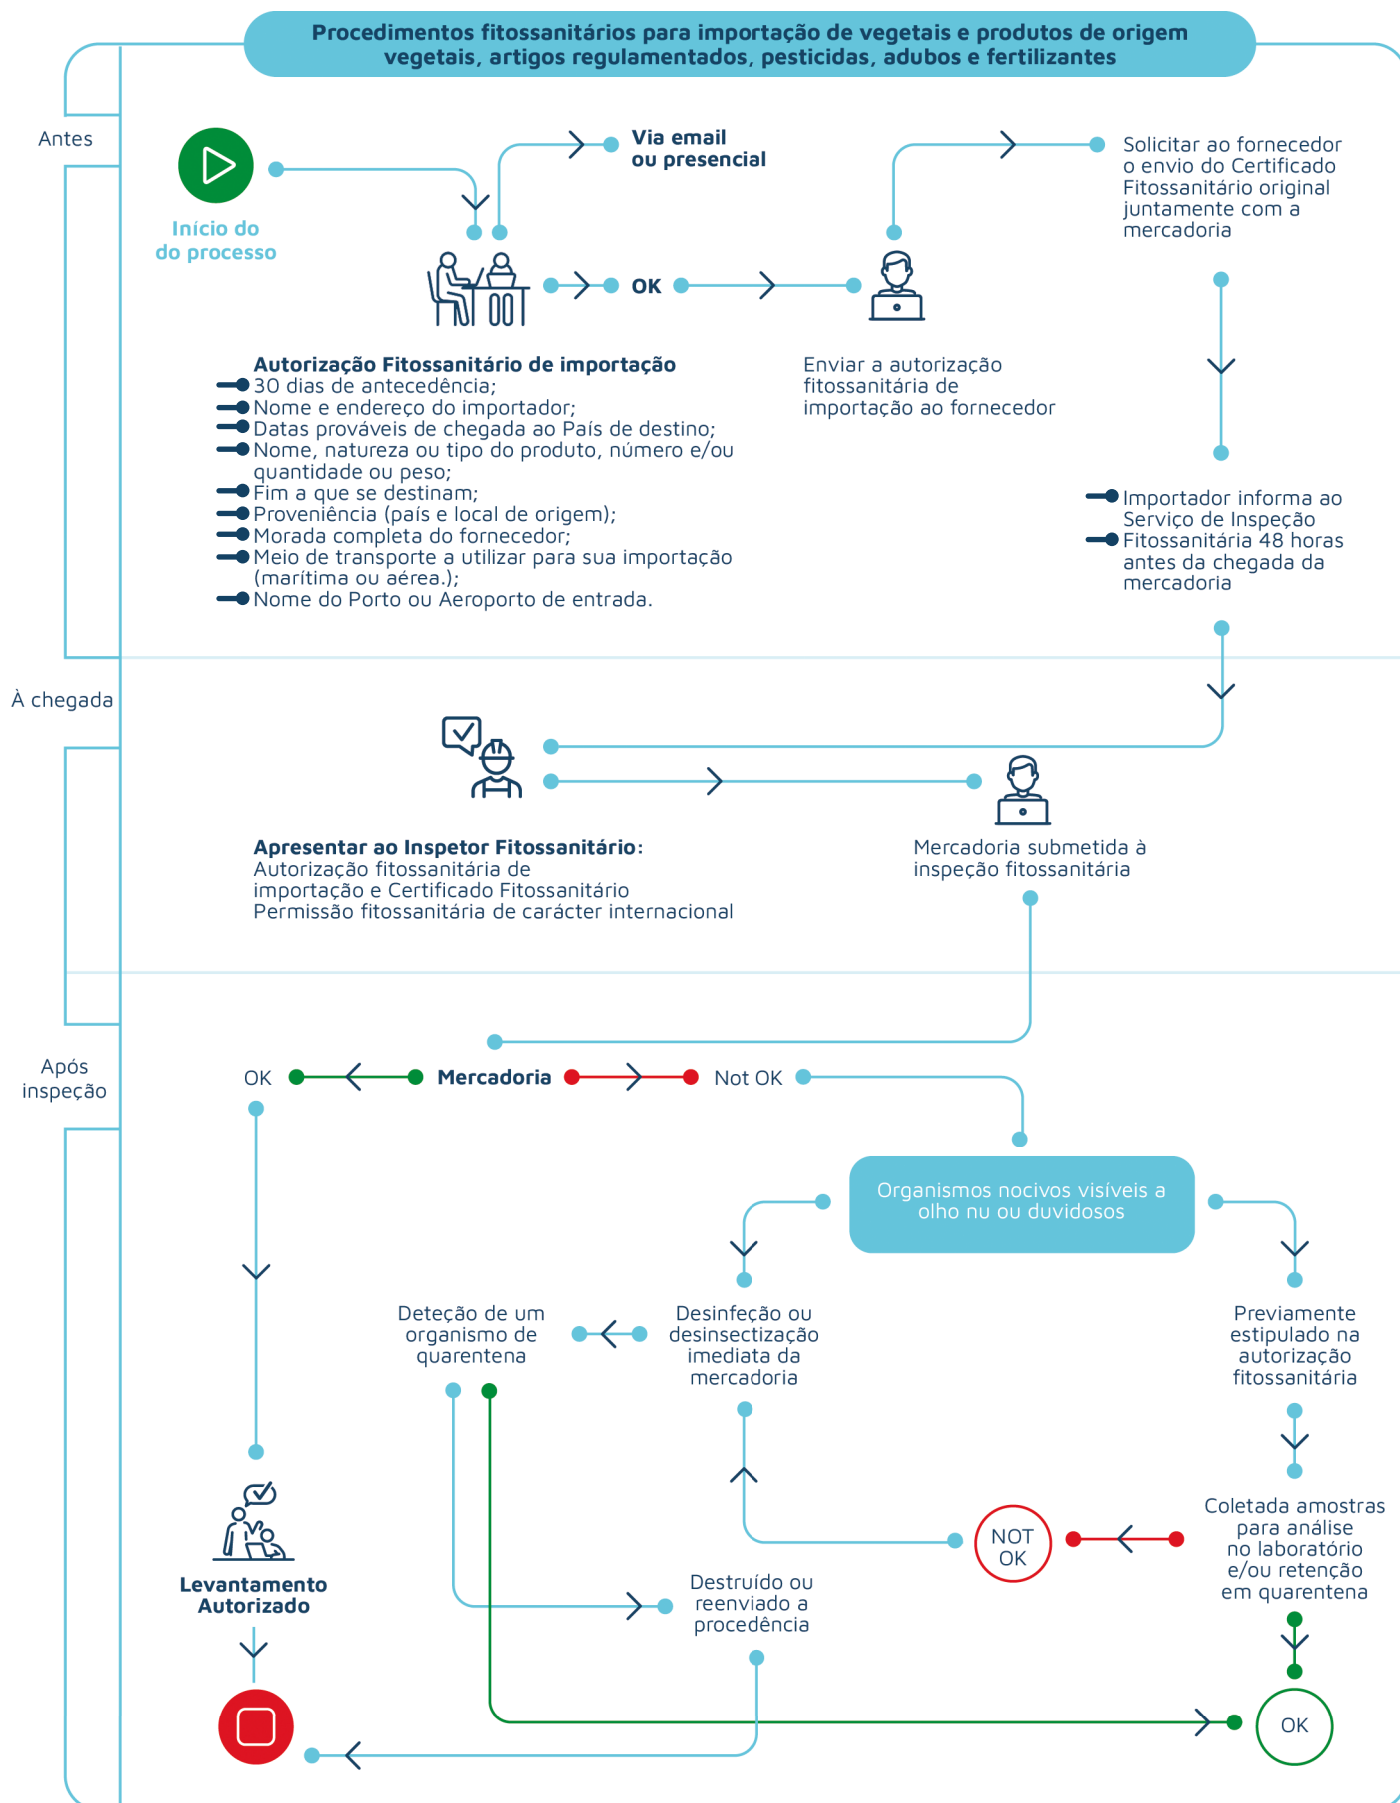 Procedimentos fitossanitários para importação de vegetais e produtos de origem
vegetais, artigos regulamentados, pesticidas, adubos e fertilizantes
Antes
Início do
do processo
Via email
ou presencial
OK
Solicitar ao fornecedor
o envio do Certificado
Fitossanitário original
juntamente com a
mercadoria
Autorização Fitossanitário de importação
30 dias de antecedência;
Nome e endereço do importador;
Datas prováveis de chegada ao País de destino;
Nome, natureza ou tipo do produto, número e/ou
quantidade ou peso;
Fim a que se destinam;
Proveniência (país e local de origem);
Morada completa do fornecedor;
Meio de transporte a utilizar para sua importação
(marítima ou aérea.);
Nome do Porto ou Aeroporto de entrada.
Enviar a autorização
fitossanitária de
importação ao fornecedor
Importador informa ao
Serviço de Inspeção
Fitossanitária 48 horas
antes da chegada da
mercadoria
À chegada
Apresentar ao Inspetor Fitossanitário:
Autorização fitossanitária de
importação e Certificado Fitossanitário
Permissão fitossanitária de carácter internacional
Mercadoria submetida à
inspeção fitossanitária
Após
inspeção
OK
Mercadoria
Not OK
Organismos nocivos visíveis a
olho nu ou duvidosos
Deteção de um
organismo de
quarentena
Desinfeção ou
desinsectização
imediata da
mercadoria
Previamente
estipulado na
autorização
fitossanitária
Coletada amostras
para análise
no laboratório
e/ou retenção
em quarentena
NOT
OK
Levantamento
Autorizado
Destruído ou
reenviado a
procedência
OK